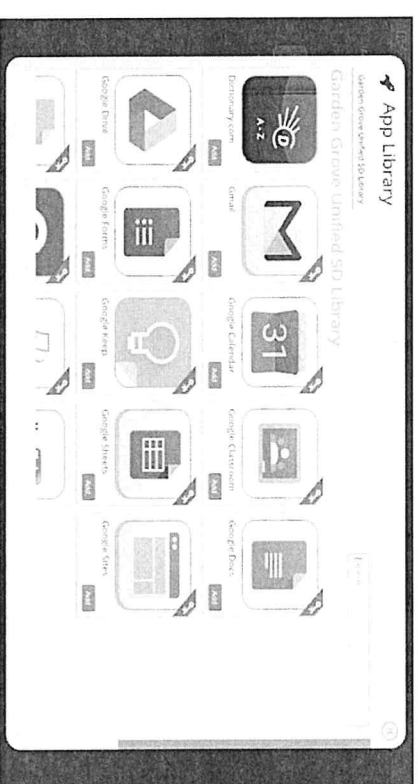 App Library
Garden Grove Unified SD Library
Garden Grove Unified SD Library
D
A-Z
31
Dictionary.com
Gmail
Google Calendar
Google Classroom
Google Docs
Add
Add
Add
Add
Add
Google Drive
Google Forms
Google Keep
Google Sheets
Google Sites
Add
Add
Add
Add
Add